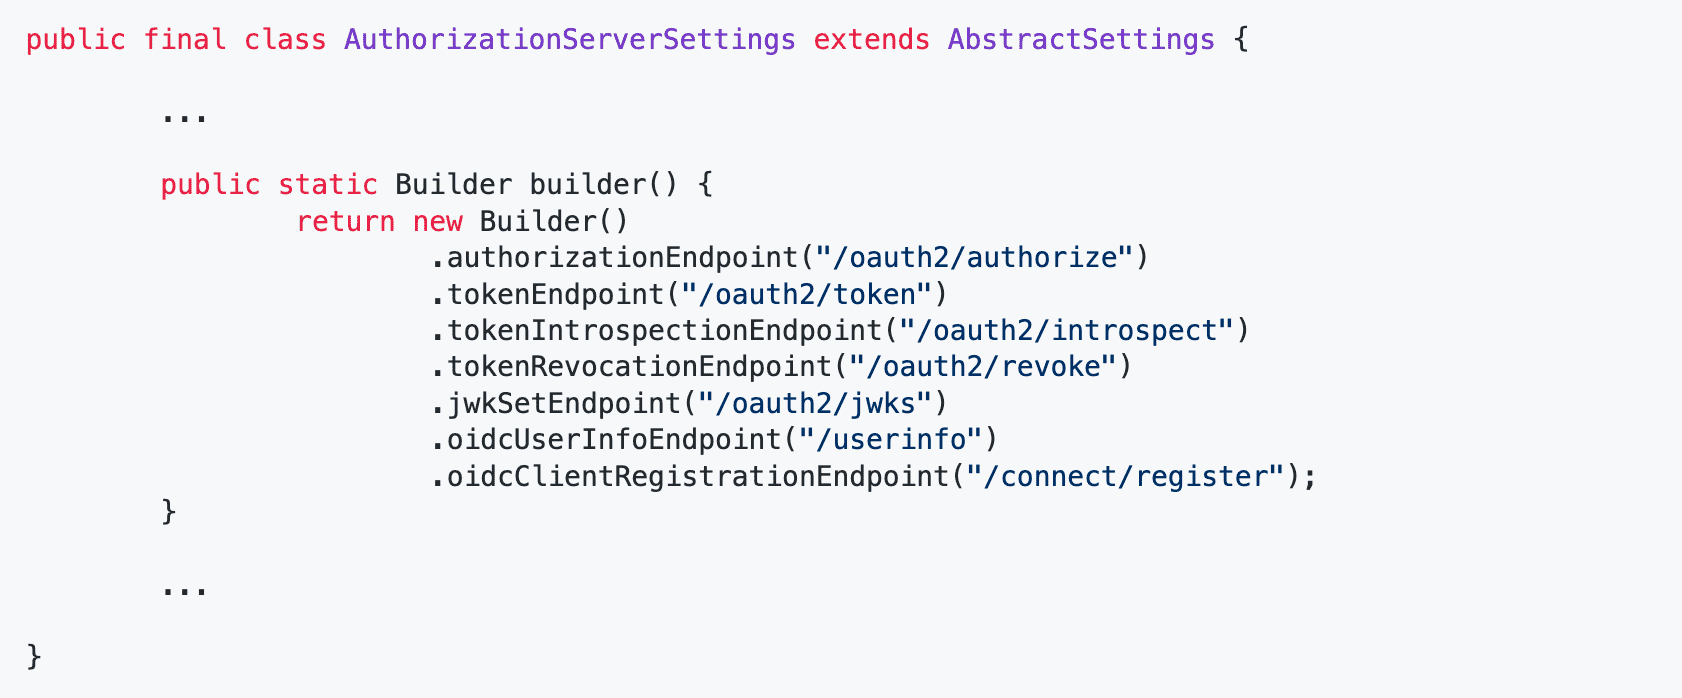 public final class AuthorizationServerSettings extends AbstractSettings {
...
public static Builder builder() {
return new Builder()
.authorizationEndpoint("/oauth2/authorize")
.tokenEndpoint("/oauth2/token")
.tokenIntrospectionEndpoint("/oauth2/introspect")
.tokenRevocationEndpoint("/oauth2/revoke")
.jwkSetEndpoint("/oauth2/jwks")
.oidcUserInfoEndpoint("/userinfo")
.oidcClientRegistrationEndpoint("/connect/register");
}
...
}